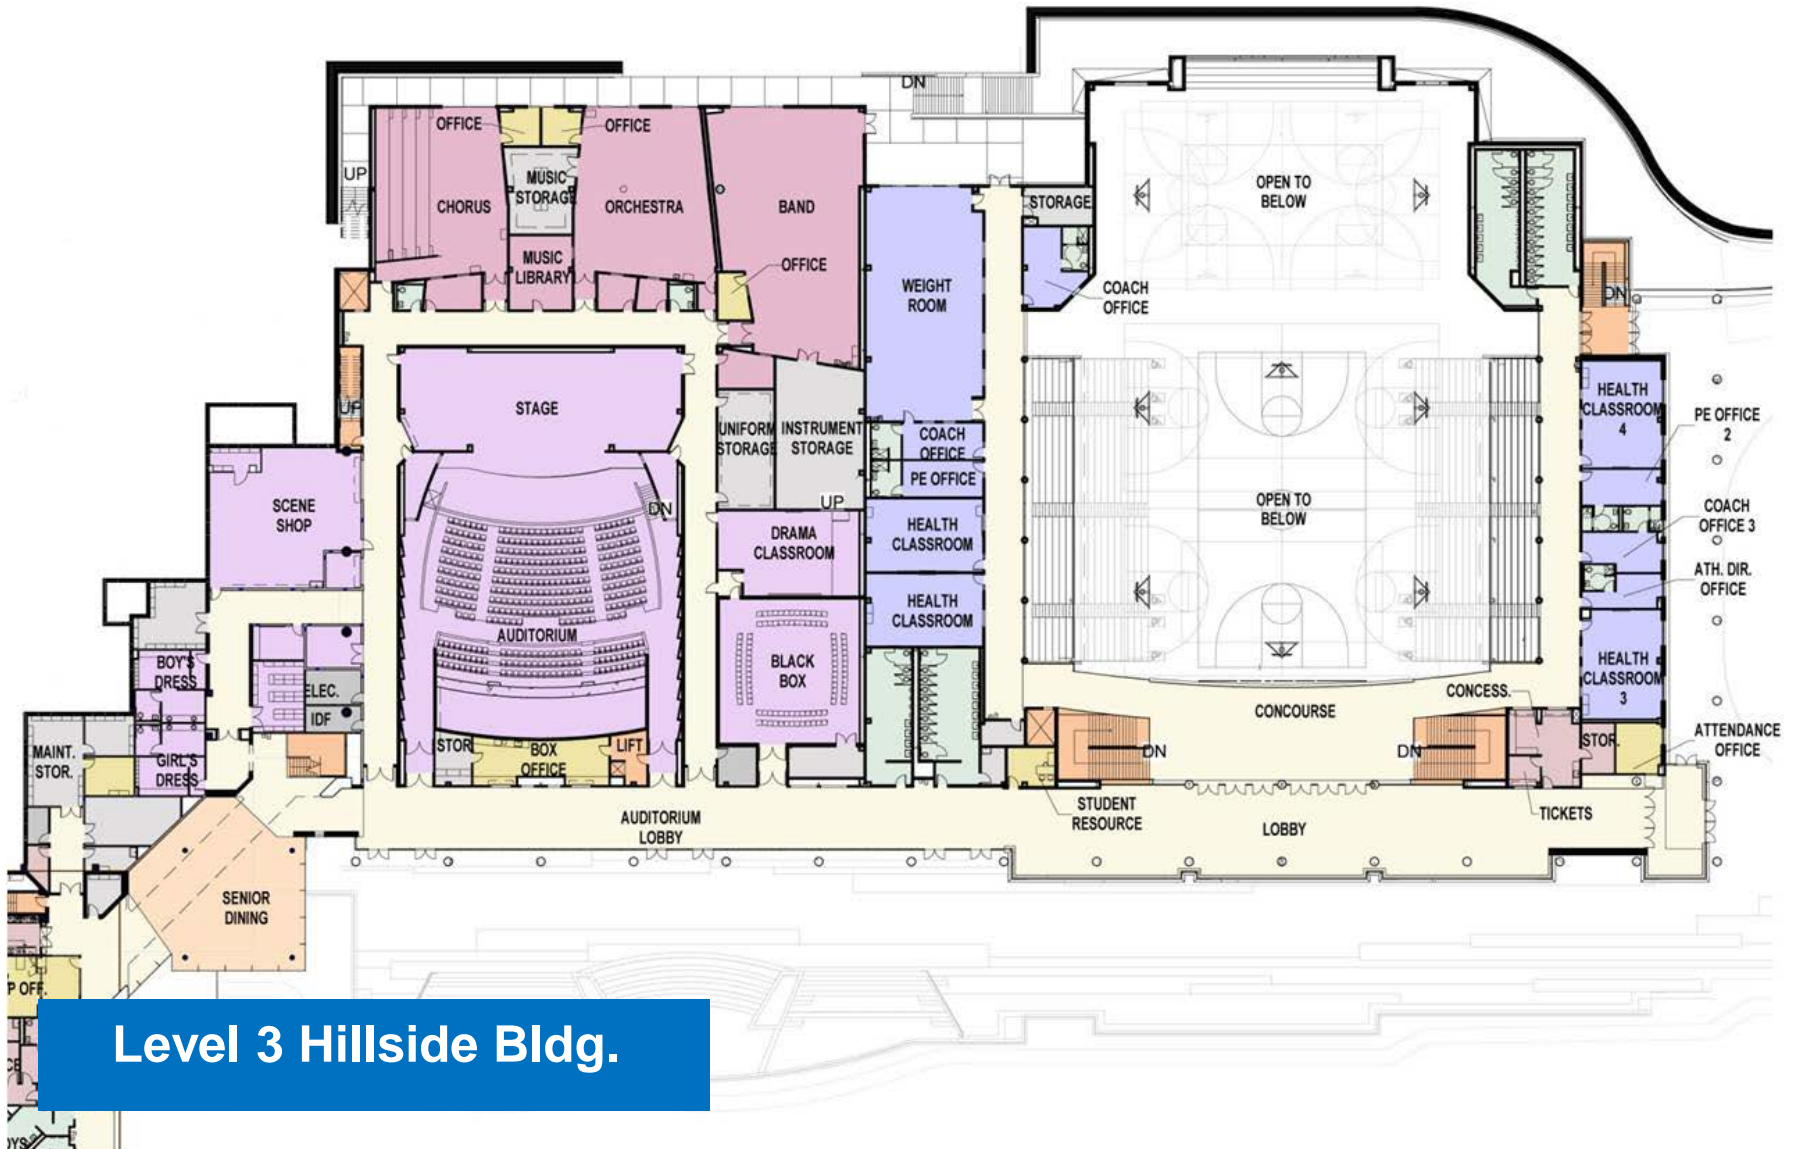 DN
OFFICE
OFFICE
UP
MUSIC
STORAGE
CHORUS
ORCHESTRA
BAND
OPEN TO
BELOW
STORAGE
MUSIC
LIBRARY
OFFICE
WEIGHT
ROOM
COACH
OFFICE
DN
STAGE
UP
UNIFORM
STORAGE
INSTRUMENT
STORAGE
COACH
OFFICE
PE OFFICE
HEALTH
CLASSROOM
4
PE OFFICE
2
SCENE
SHOP
DN
UP
OPEN TO
BELOW
DRAMA
CLASSROOM
HEALTH
CLASSROOM
COACH
OFFICE 3
ATH. DIR.
OFFICE
HEALTH
CLASSROOM
AUDITORIUM
BOY'S
DRESS
ELEC.
IDF
BLACK
BOX
HEALTH
CLASSROOM
3
CONCESS.
CONCOURSE
MAINT.
STOR.
GIRL'S
DRESS
STOR
BOX
OFFICE
LIFT
DN
DN
STOR.
ATTENDANCE
OFFICE
AUDITORIUM
LOBBY
STUDENT
RESOURCE
LOBBY
TICKETS
SENIOR
DINING
P OFF.
Level 3 Hillside Bldg.